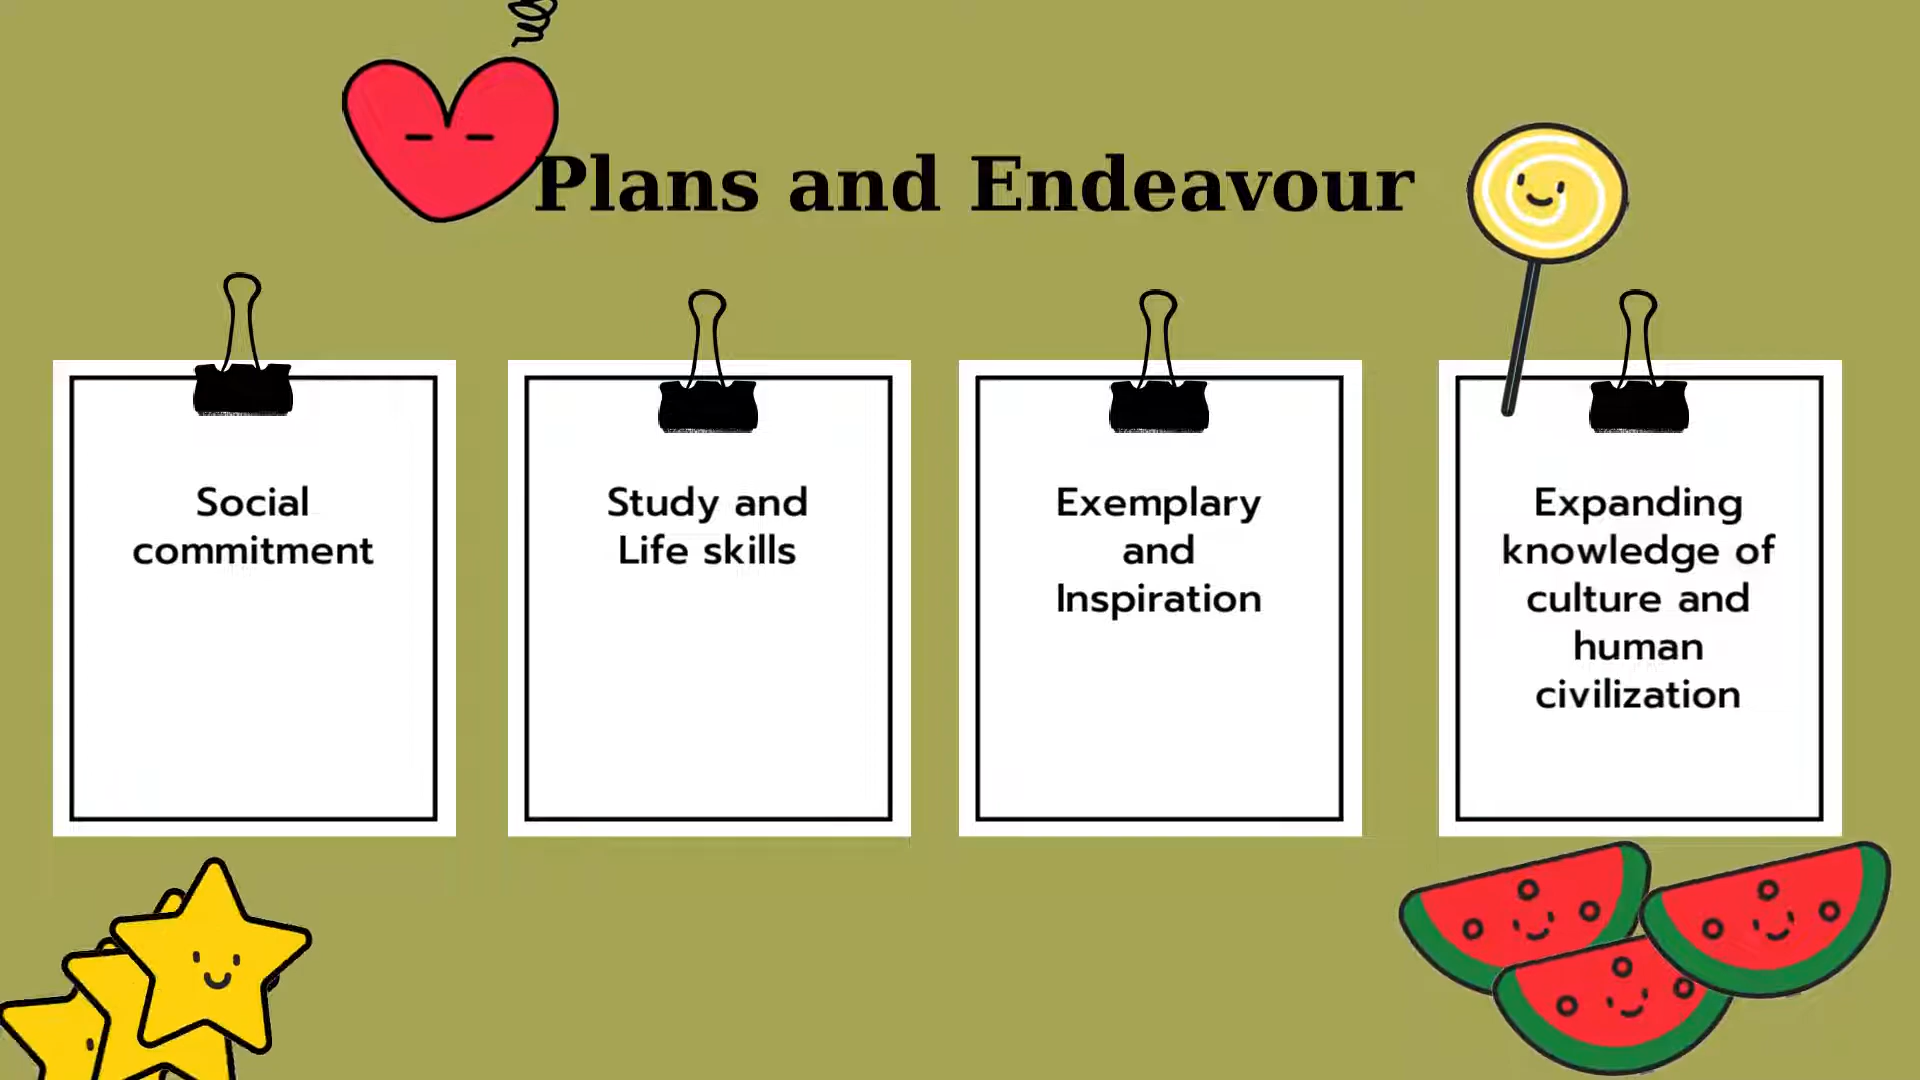 Plans and Endeavour
Social
commitment
Study and
Life skills
Exemplary
and
Inspiration
Expanding
knowledge of
culture and
human
civilization